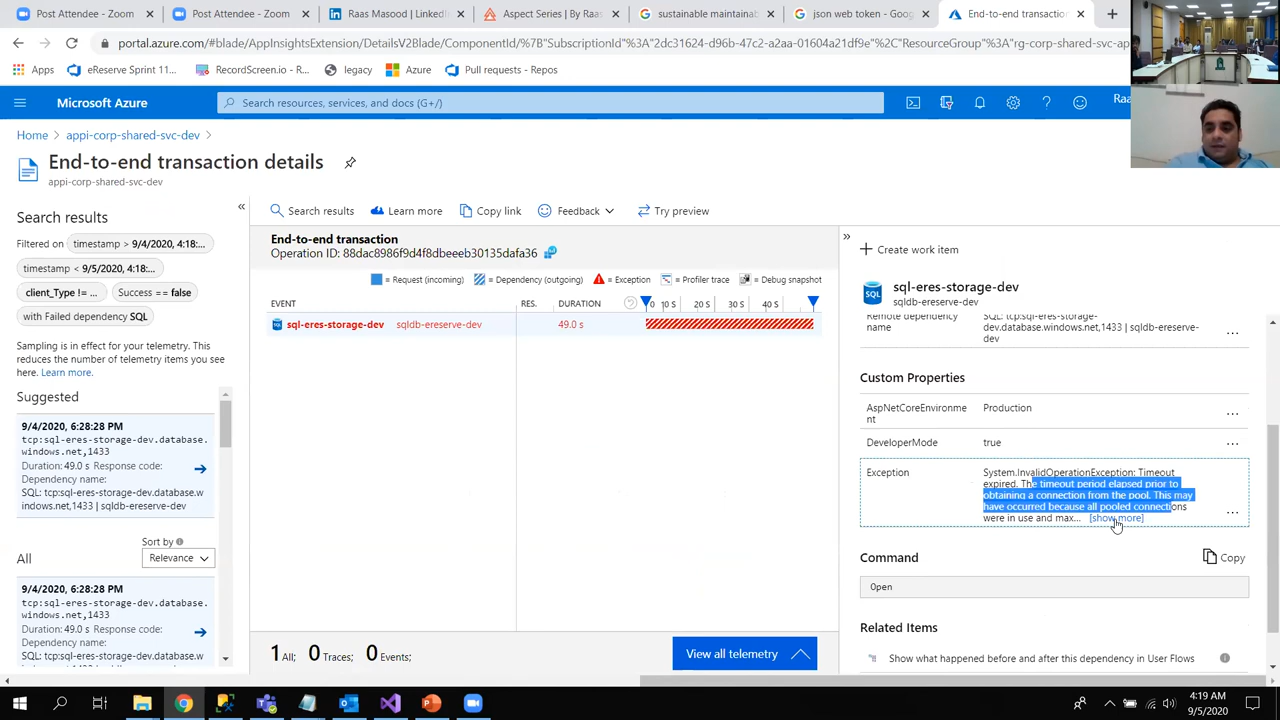 Post Attendee - Zoom
Post Attendee - Zoom
Raas Masood | LinkedI
Aspect Series | By Raas
sustainable maintainab
json web token - Goog
End-to-end transactio
portal.azure.com/#blade/AppInsightsExtension/DetailsV2Blade/ComponentId/%7B"SubscriptionId"%3A"2dc31624-d96b-47c2-a2aa-01604a21df9e"%2C"ResourceGroup"%3A"rg-corp-shared-svc-ap
Apps
eReserve Sprint 11...
RecordScreen.io - R...
legacy
Azure
Pull requests - Repos
Microsoft Azure
Search resources, services, and docs (G+/)
Raa
Home > appi-corp-shared-svc-dev >
End-to-end transaction details
appi-corp-shared-svc-dev
Search results
Filtered on
timestamp > 9/4/2020, 4:18:...
timestamp < 9/5/2020, 4:18:...
client_Type != ...
Success == false
with Failed dependency SQL
Sampling is in effect for your telemetry. This
reduces the number of telemetry items you see
here. Learn more.
Suggested
9/4/2020, 6:28:28 PM
tcp:sql-eres-storage-dev.database.
windows.net,1433
Duration: 49.0 s Response code:
Dependency name:
SQL: tcp:sql-eres-storage-dev.database.w
indows.net,1433 | sqldb-ereserve-dev
All
Sort by
Relevance
9/4/2020, 6:28:28 PM
tcp:sql-eres-storage-dev.database.
windows.net,1433
Duration: 49.0 s Response code:
Dependency name:
SQL: tcp:sql-eres-storage-dev.database.w
indows.net,1433 | sqldb-ereserve-dev
Search results
Learn more
Copy link
Feedback
Try preview
End-to-end transaction
Operation ID: 88dac8986f9d4f8dbeeeb30135dafa36
= Request (incoming)
= Dependency (outgoing)
= Exception
= Profiler trace
= Debug snapshot
EVENT
RES.
DURATION
0 10 S 20 S 30 S 40 S
sql-eres-storage-dev sqldb-ereserve-dev
49.0 s
1 All; 0 Traces; 0 Events;
View all telemetry
Create work item
SQL
sql-eres-storage-dev
sqldb-ereserve-dev
Remote dependency
name
SQL: tcp:sql-eres-storage-
dev.database.windows.net,1433 | sqldb-ereserve-
dev
Custom Properties
AspNetCoreEnvironme
nt
Production
DeveloperMode
true
Exception
System.InvalidOperationException: Timeout
expired. The timeout period elapsed prior to
obtaining a connection from the pool. This may
have occurred because all pooled connections
were in use and max... [show more]
Command
Copy
Open
Related Items
Show what happened before and after this dependency in User Flows
4:19 AM
9/5/2020